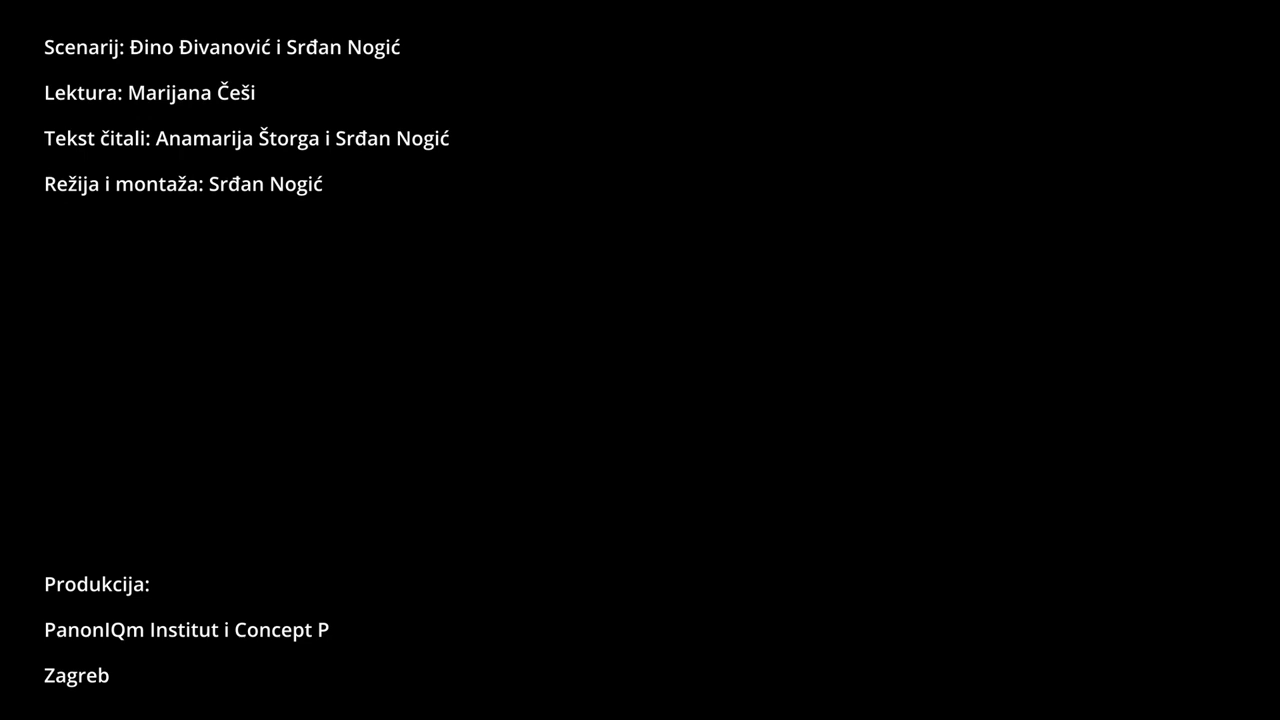 Scenarij: Đino Đivanović i Srđan Nogić
Lektura: Marijana Češi
Tekst čitali: Anamarija Štorga i Srđan Nogić
Režija i montaža: Srđan Nogić
Produkcija:
PanonIQm Institut i Concept P
Zagreb